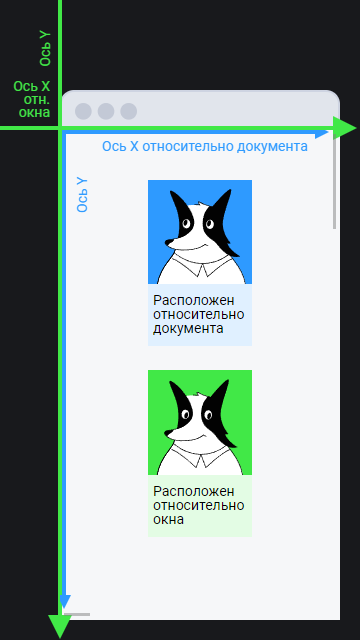 Ось Y
Ось X
отн.
окна
Ось X относительно документа
Ось Y
Расположен
относительно
документа
Расположен
относительно
окна